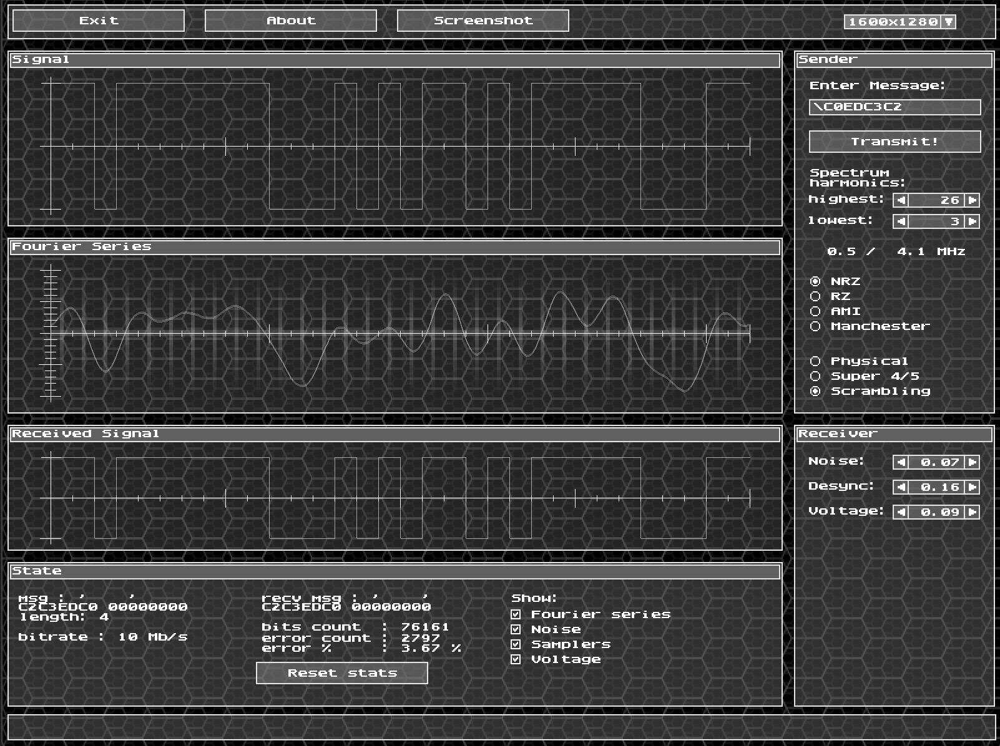 Exit About Screenshot 1600x1280
Signal
Sender
Enter Message:
\C0EDC3C2
Transmit!
Spectrum
harmonics:
highest: 26
lowest: 3
0.5 / 4.1 MHz
NRZ
RZ
AMI
Manchester
Physical
Super 4/5
Scrambling
Fourier Series
Received Signal
Receiver
Noise: 0.07
Desync: 0.16
Voltage: 0.09
State
msg : ' '
C2C3EDC0 00000000
length: 4
bitrate : 10 Mb/s
recv msg : ' '
C2C3EDC0 00000000
bits count : 76161
error count : 2797
error % : 3.67 %
Reset stats
Show:
Fourier series
Noise
Samplers
Voltage